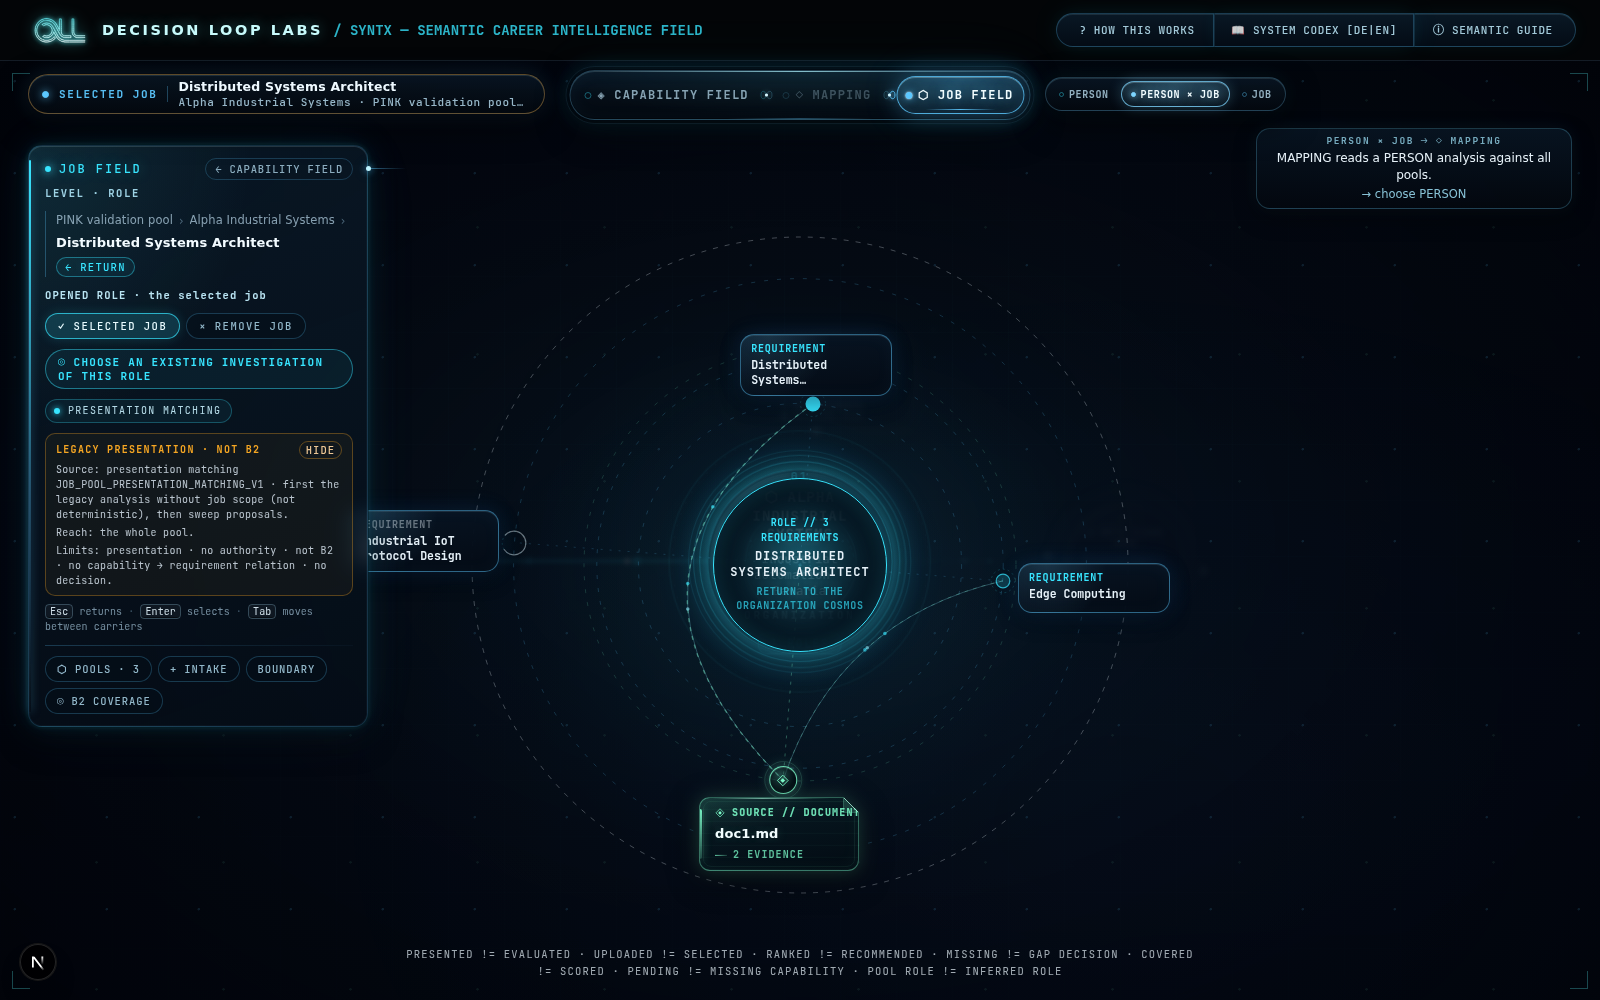 DECISION LOOP LABS / SYNTX — SEMANTIC CAREER INTELLIGENCE FIELD
? HOW THIS WORKS
SYSTEM CODEX [DE|EN]
SEMANTIC GUIDE
SELECTED JOB
Distributed Systems Architect
Alpha Industrial Systems · PINK validation pool…
CAPABILITY FIELD
MAPPING
JOB FIELD
PERSON
PERSON × JOB
JOB
PERSON × JOB → ◇ MAPPING
MAPPING reads a PERSON analysis against all
pools.
→ choose PERSON
JOB FIELD
← CAPABILITY FIELD
LEVEL · ROLE
PINK validation pool › Alpha Industrial Systems ›
Distributed Systems Architect
← RETURN
OPENED ROLE · the selected job
✓ SELECTED JOB
× REMOVE JOB
◎ CHOOSE AN EXISTING INVESTIGATION
OF THIS ROLE
PRESENTATION MATCHING
LEGACY PRESENTATION · NOT B2
HIDE
Source: presentation matching
JOB_POOL_PRESENTATION_MATCHING_V1 · first the
legacy analysis without job scope (not
deterministic), then sweep proposals.
Reach: the whole pool.
Limits: presentation · no authority · not B2
· no capability → requirement relation · no
decision.
Esc returns · Enter selects · Tab moves
between carriers
POOLS · 3
+ INTAKE
BOUNDARY
◎ B2 COVERAGE
REQUIREMENT
Distributed
Systems…
EQUIREMENT
ndustrial IoT
rotocol Design
ROLE // 3
REQUIREMENTS
DISTRIBUTED
SYSTEMS ARCHITECT
RETURN TO THE
ORGANIZATION COSMOS
REQUIREMENT
Edge Computing
SOURCE // DOCUMENT
doc1.md
2 EVIDENCE
PRESENTED != EVALUATED · UPLOADED != SELECTED · RANKED != RECOMMENDED · MISSING != GAP DECISION · COVERED
!= SCORED · PENDING != MISSING CAPABILITY · POOL ROLE != INFERRED ROLE
N